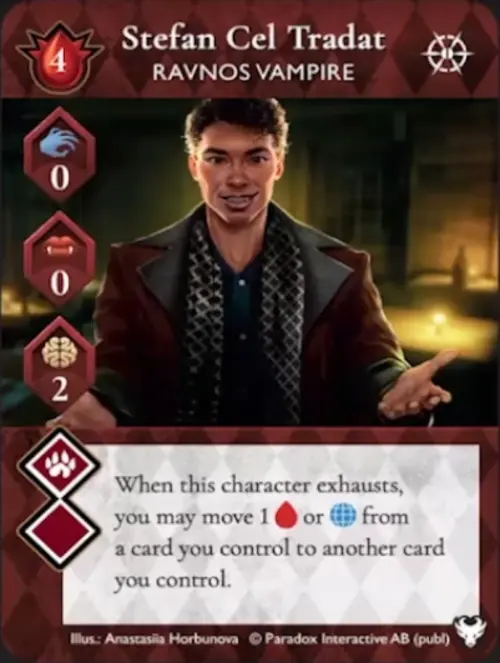 4
Stefan Cel Tradat
RAVNOS VAMPIRE
0
0
2
When this character exhausts,
you may move 1 or from
a card you control to another card
you control.
Illus.: Anastasiia Horbunova © Paradox Interactive AB (publ)